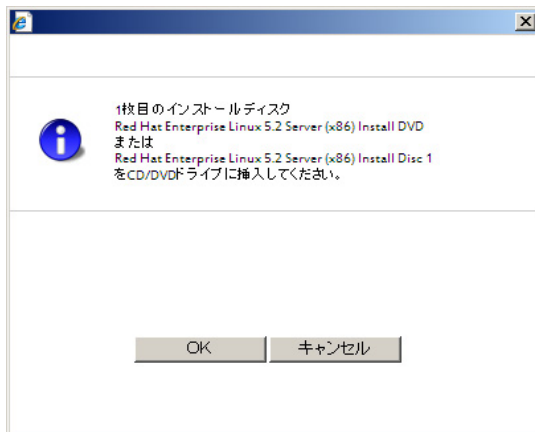 1枚目のインストールディスク
Red Hat Enterprise Linux 5.2 Server (x86) Install DVD
または
Red Hat Enterprise Linux 5.2 Server (x86) Install Disc 1
をCD/DVDドライブに挿入してください。
OK
キャンセル